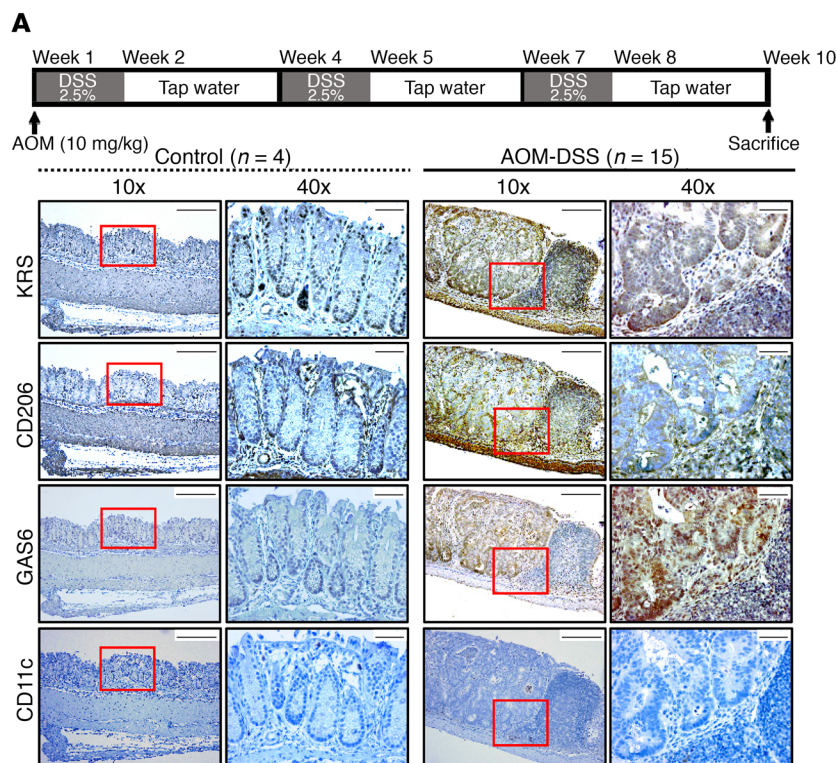 A
Week 1 Week 2 Week 4 Week 5 Week 7 Week 8 Week 10
DSS 2.5% Tap water DSS 2.5% Tap water DSS 2.5% Tap water
AOM (10 mg/kg) Sacrifice
Control (n = 4) AOM-DSS (n = 15)
10x 40x 10x 40x
KRS
CD206
GAS6
CD11c